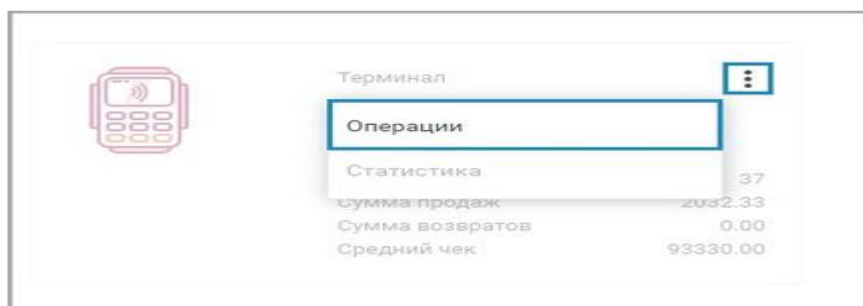 Терминал
Операции
Статистика
37
Сумма продаж 2032.33
Сумма возвратов 0.00
Средний чек 93330.00